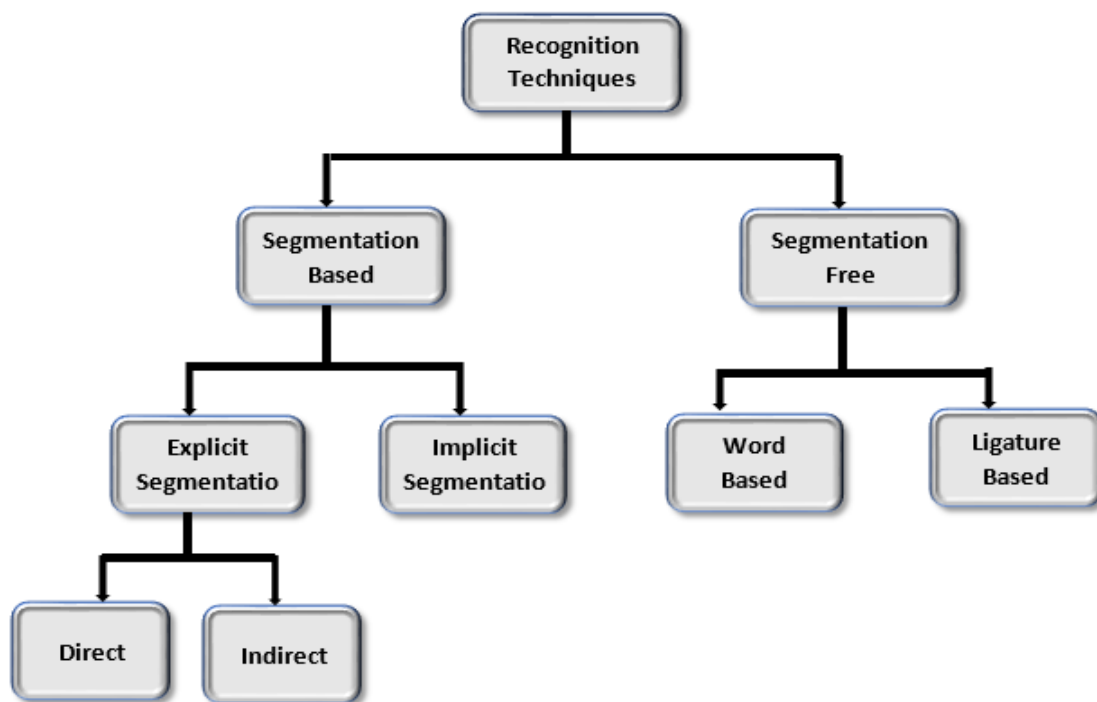 Recognition
Techniques
Segmentation
Based
Segmentation
Free
Explicit
Segmentatio
Implicit
Segmentatio
Word
Based
Ligature
Based
Direct
Indirect